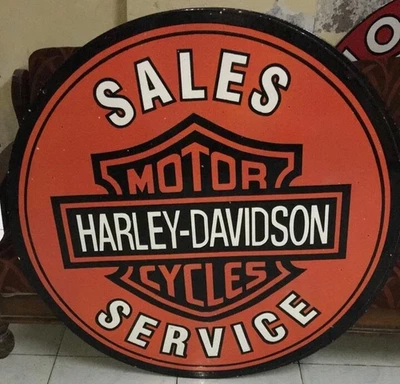 SALES
MOTOR
HARLEY-DAVIDSON
CYCLES
SERVICE